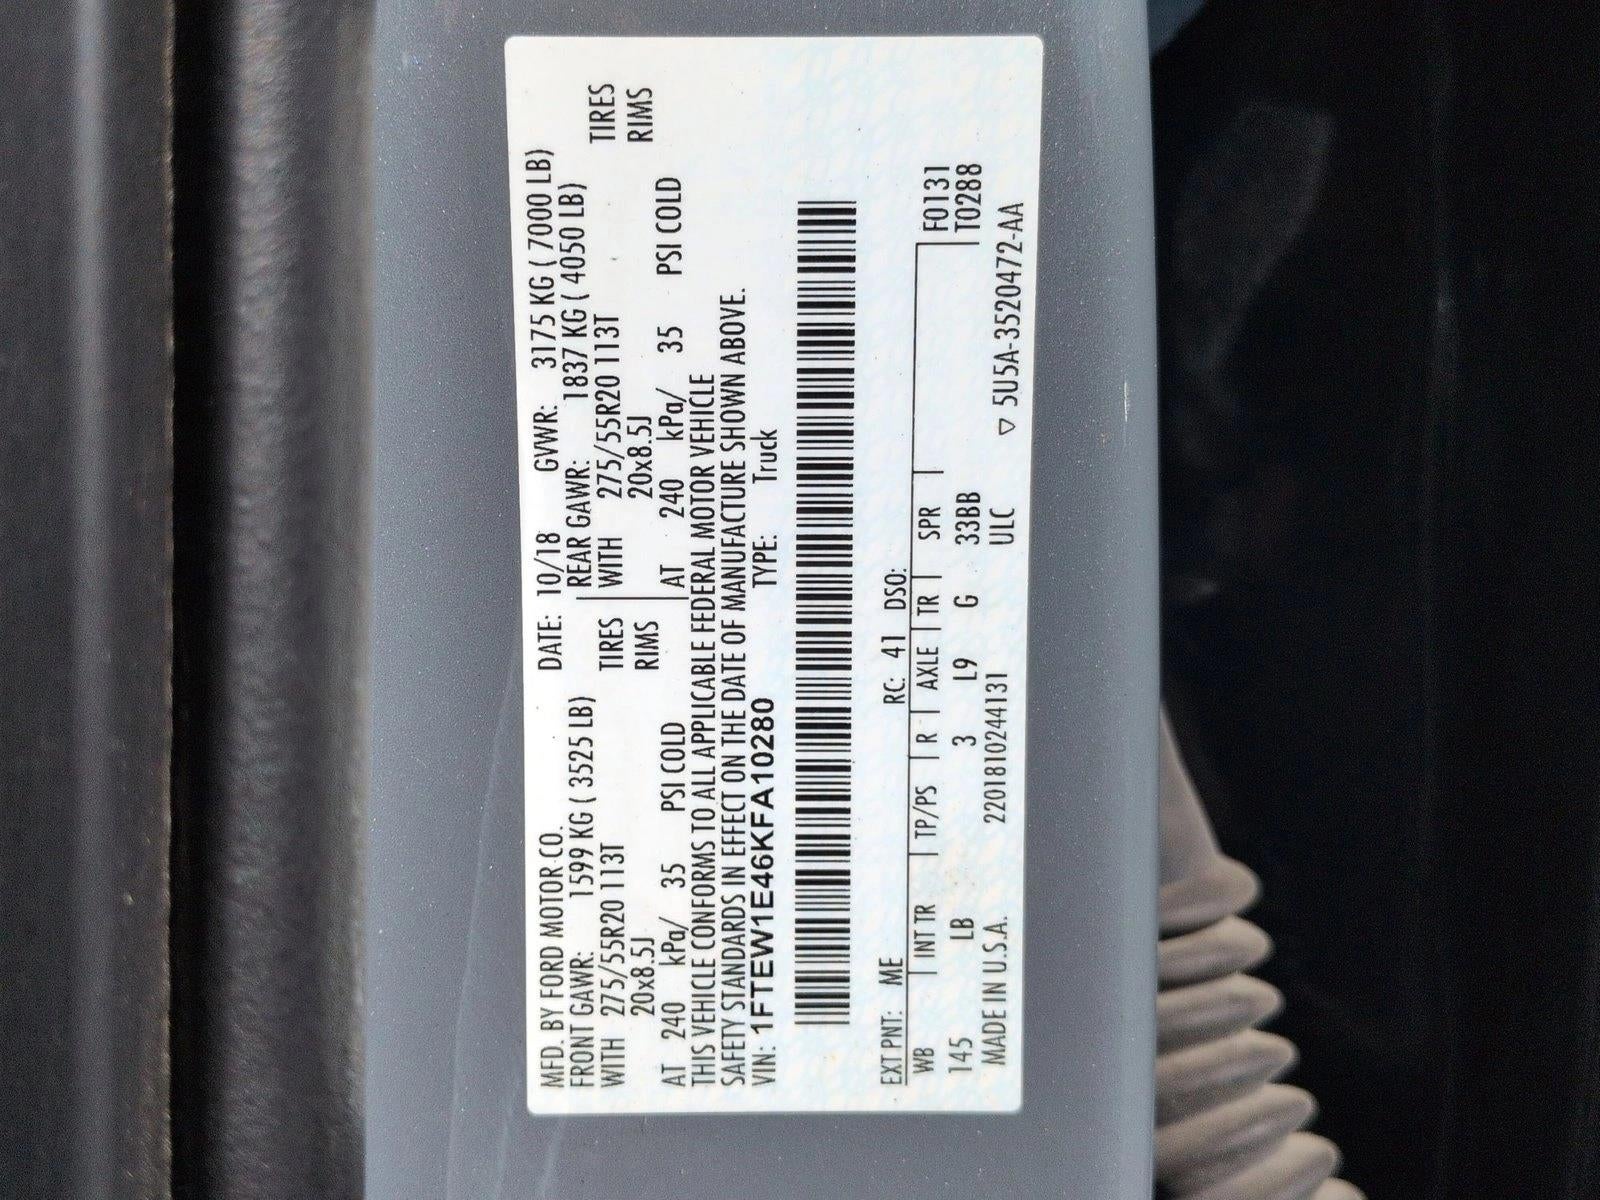 MFD. BY FORD MOTOR CO. DATE: 10/18 GVWR: 3175 KG ( 7000 LB)
FRONT GAWR: 1599 KG ( 3525 LB) REAR GAWR: 1837 KG ( 4050 LB)
WITH 275/55R20 113T TIRES WITH 275/55R20 113T TIRES
20x8.5J RIMS 20x8.5J RIMS
AT 240 kPa/ 35 PSI COLD AT 240 kPa/ 35 PSI COLD
THIS VEHICLE CONFORMS TO ALL APPLICABLE FEDERAL MOTOR VEHICLE
SAFETY STANDARDS IN EFFECT ON THE DATE OF MANUFACTURE SHOWN ABOVE.
VIN: 1FTEW1E46KFA10280 TYPE: Truck
EXT PNT: ME RC: 41 DSO:
WB INT TR TP/PS R AXLE TR SPR F0131
145 LB 3 L9 G 33BB T0288
MADE IN U.S.A. 2201810244131 ULC ▽ 5U5A-3520472-AA